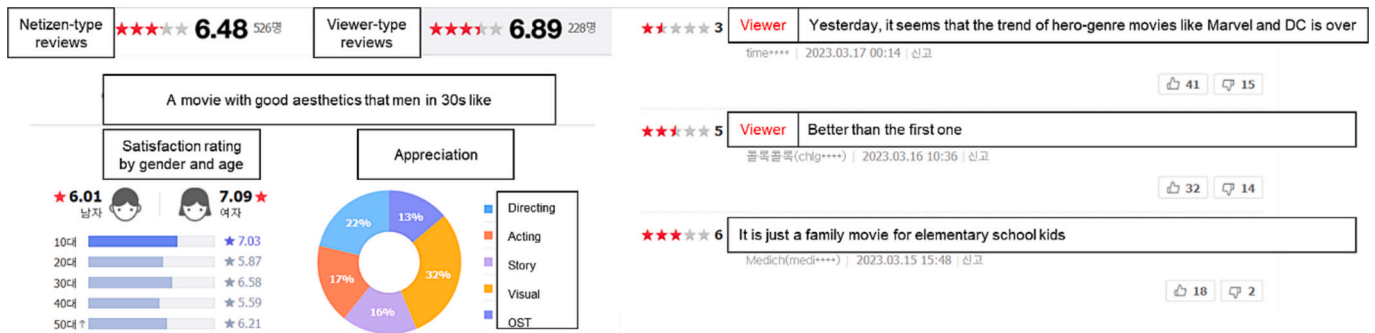 Netizen-type reviews
6.48 526명
Viewer-type reviews
6.89 228명
A movie with good aesthetics that men in 30s like
Satisfaction rating
by gender and age
Appreciation
6.01
남자
7.09
여자
10대 7.03
20대 5.87
30대 6.58
40대 5.59
50대↑ 6.21
22%
13%
17%
32%
16%
Directing
Acting
Story
Visual
OST
3 Viewer Yesterday, it seems that the trend of hero-genre movies like Marvel and DC is over
time**** | 2023.03.17 00:14 | 신고
41 15
5 Viewer Better than the first one
콜록콜록(chlg****) | 2023.03.16 10:36 | 신고
32 14
6 It is just a family movie for elementary school kids
Medich(medi****) | 2023.03.15 15:48 | 신고
18 2